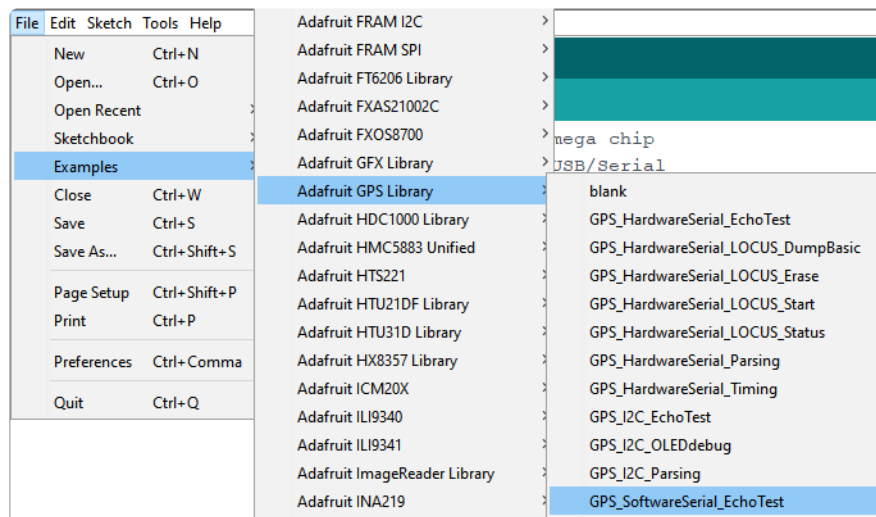 File Edit Sketch Tools Help
New Ctrl+N
Open... Ctrl+O
Open Recent
Sketchbook
Examples
Close Ctrl+W
Save Ctrl+S
Save As... Ctrl+Shift+S
Page Setup Ctrl+Shift+P
Print Ctrl+P
Preferences Ctrl+Comma
Quit Ctrl+Q
Adafruit FRAM I2C
Adafruit FRAM SPI
Adafruit FT6206 Library
Adafruit FXAS21002C
Adafruit FXOS8700
Adafruit GFX Library
Adafruit GPS Library
Adafruit HDC1000 Library
Adafruit HMC5883 Unified
Adafruit HTS221
Adafruit HTU21DF Library
Adafruit HTU31D Library
Adafruit HX8357 Library
Adafruit ICM20X
Adafruit ILI9340
Adafruit ILI9341
Adafruit ImageReader Library
Adafruit INA219
mega chip
USB/Serial
blank
GPS_HardwareSerial_EchoTest
GPS_HardwareSerial_LOCUS_DumpBasic
GPS_HardwareSerial_LOCUS_Erase
GPS_HardwareSerial_LOCUS_Start
GPS_HardwareSerial_LOCUS_Status
GPS_HardwareSerial_Parsing
GPS_HardwareSerial_Timing
GPS_I2C_EchoTest
GPS_I2C_OLEDdebug
GPS_I2C_Parsing
GPS_SoftwareSerial_EchoTest